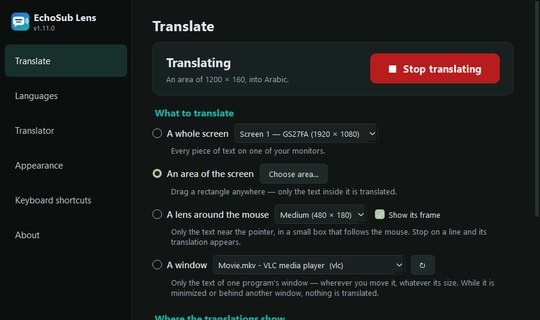 EchoSub Lens
v1.11.0
Translate
Languages
Translator
Appearance
Keyboard shortcuts
About
Translate
Translating
An area of 1200 × 160, into Arabic.
Stop translating
What to translate
A whole screen
Screen 1 — GS27FA (1920 × 1080)
Every piece of text on one of your monitors.
An area of the screen
Choose area...
Drag a rectangle anywhere — only the text inside it is translated.
A lens around the mouse
Medium (480 × 180)
Show its frame
Only the text near the pointer, in a small box that follows the mouse. Stop on a line and its
translation appears.
A window
Movie.mkv - VLC media player (vlc)
Only the text of one program's window — wherever you move it, whatever its size. While it is
minimized or behind another window, nothing is translated.
Where the translations show